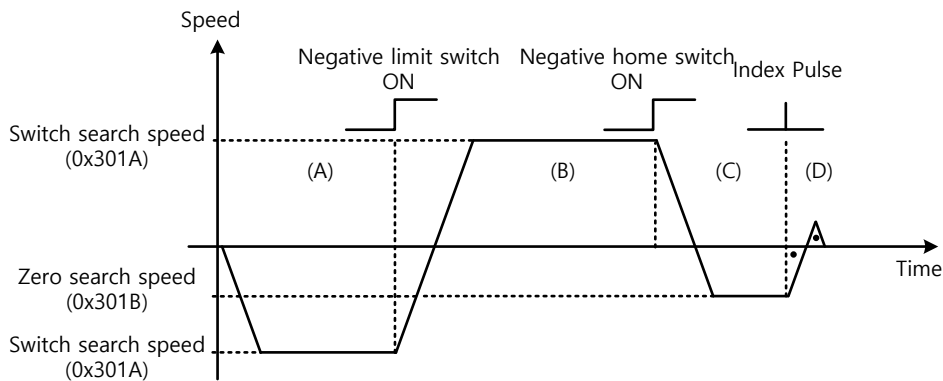 Speed
Negative limit switch
ON
Negative home switch
ON
Index Pulse
Switch search speed
(0x301A)
(A)
(B)
(C)
(D)
Time
Zero search speed
(0x301B)
Switch search speed
(0x301A)